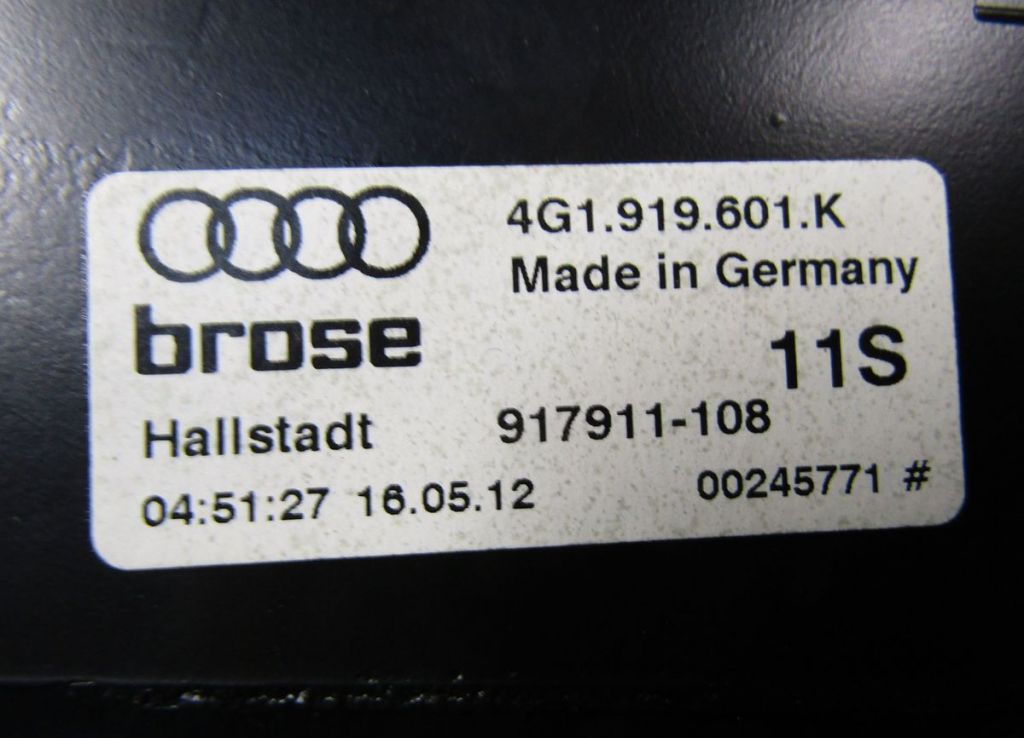 4G1.919.601.K
Made in Germany
brose
11S
Hallstadt 917911-108
04:51:27 16.05.12 00245771 #